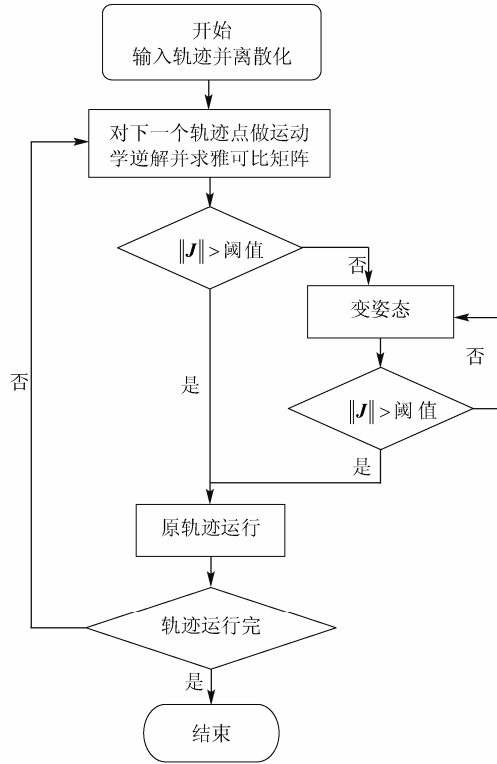 开始
输入轨迹并离散化
对下一个轨迹点做运动
学逆解并求雅可比矩阵
‖J‖>阈值
否
变姿态
否
否
是
‖J‖>阈值
是
原轨迹运行
轨迹运行完
是
结束